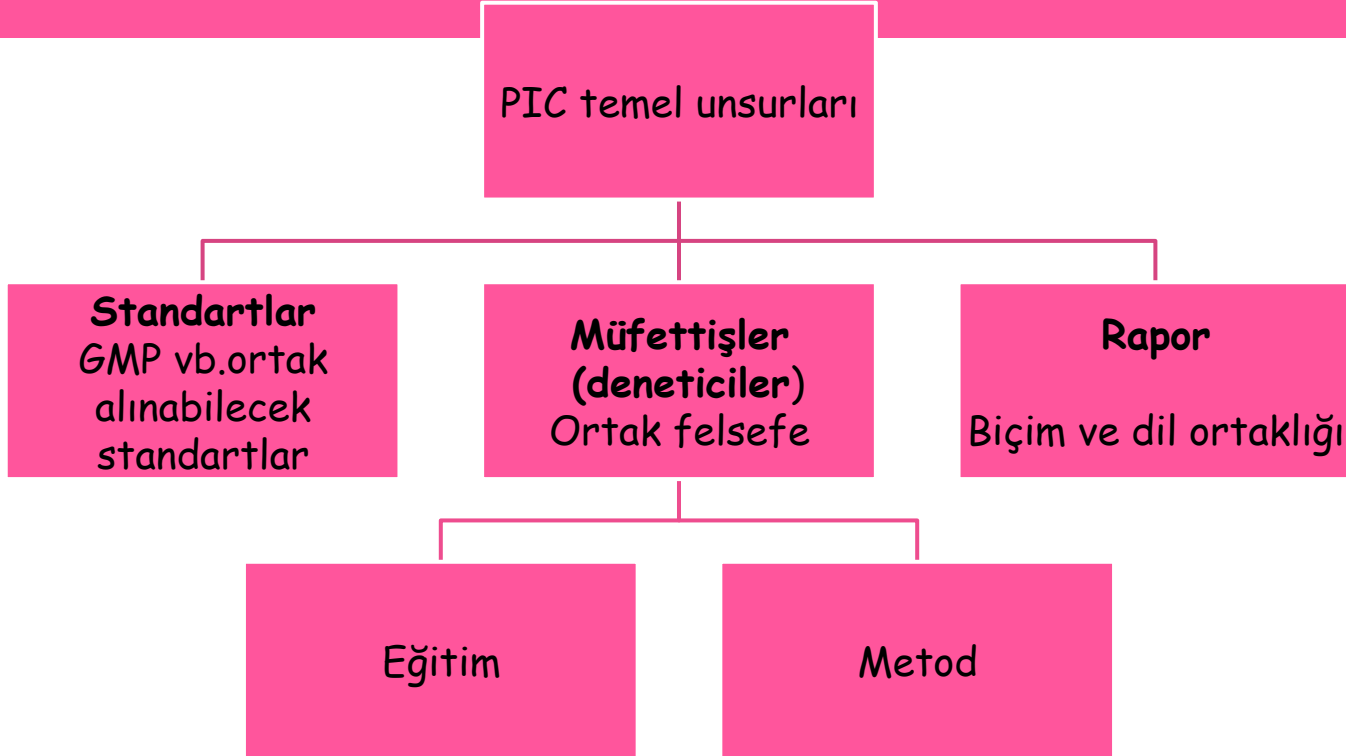 PIC temel unsurları
Standartlar
GMP vb.ortak
alınabilecek
standartlar
Müfettişler
(deneticiler)
Ortak felsefe
Rapor
Biçim ve dil ortaklığı
Eğitim
Metod